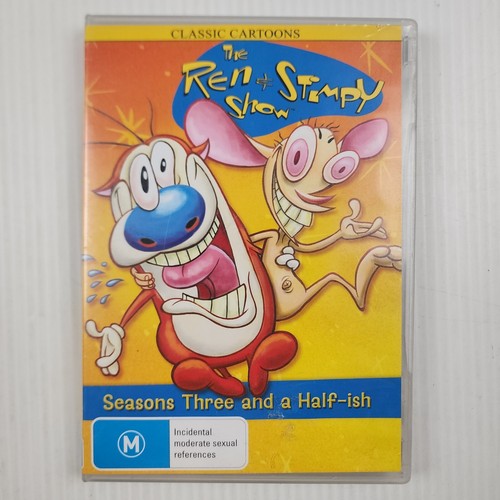 CLASSIC CARTOONS
The
Ren + Stimpy
Show
Seasons Three and a Half-ish
M
Incidental
moderate sexual
references